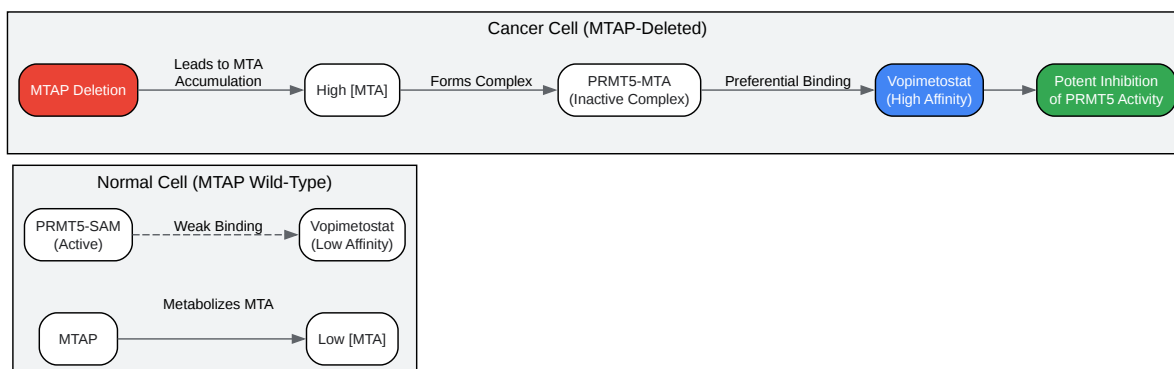 Cancer Cell (MTAP-Deleted)
MTAP Deletion
Leads to MTA
Accumulation
High [MTA]
Forms Complex
PRMT5-MTA
(Inactive Complex)
Preferential Binding
Vopimetostat
(High Affinity)
Potent Inhibition
of PRMT5 Activity
Normal Cell (MTAP Wild-Type)
PRMT5-SAM
(Active)
Weak Binding
Vopimetostat
(Low Affinity)
MTAP
Metabolizes MTA
Low [MTA]